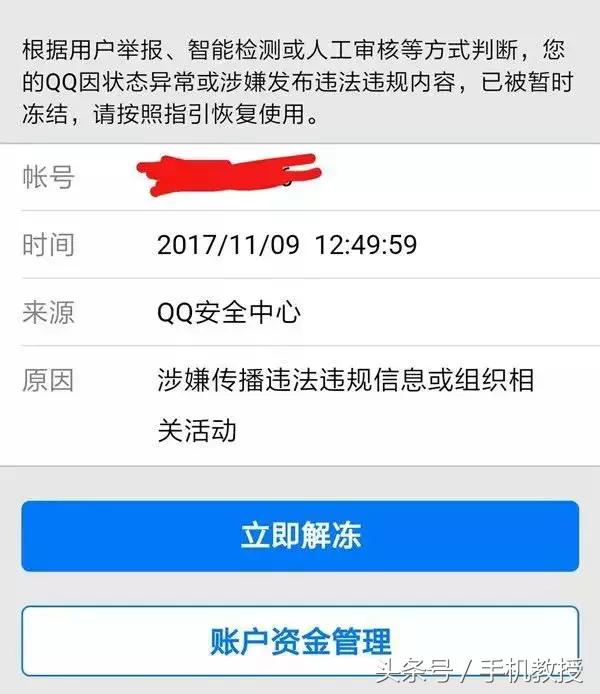 根据用户举报、智能检测或人工审核等方式判断，您
的QQ因状态异常或涉嫌发布违法违规内容，已被暂时
冻结，请按照指引恢复使用。
帐号
时间 2017/11/09 12:49:59
来源 QQ安全中心
原因 涉嫌传播违法违规信息或组织相
关活动
立即解冻
账户资金管理
头条号 / 手机教授